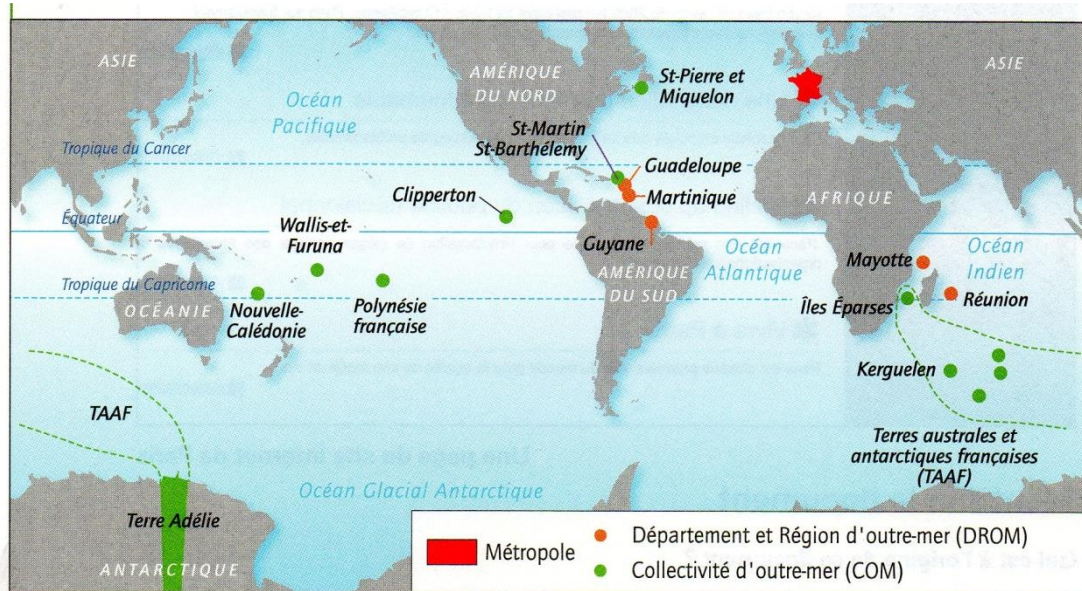 ASIE
AMÉRIQUE
DU NORD
St-Pierre et
Miquelon
ASIE
Océan
Pacifique
St-Martin
St-Barthélemy
Tropique du Cancer
Guadeloupe
Martinique
Clipperton
AFRIQUE
Équateur
Wallis-et-
Furuna
Guyane
Océan
Atlantique
Mayotte
Océan
Indien
Tropique du Capricorne
AMÉRIQUE
DU SUD
OCÉANIE
Nouvelle-
Calédonie
Polynésie
française
Îles Éparses
Réunion
Kerguelen
TAAF
Terres australes et
antarctiques françaises
(TAAF)
Océan Glacial Antarctique
Terre Adélie
ANTARCTIQUE
Métropole
Département et Région d'outre-mer (DROM)
Collectivité d'outre-mer (COM)